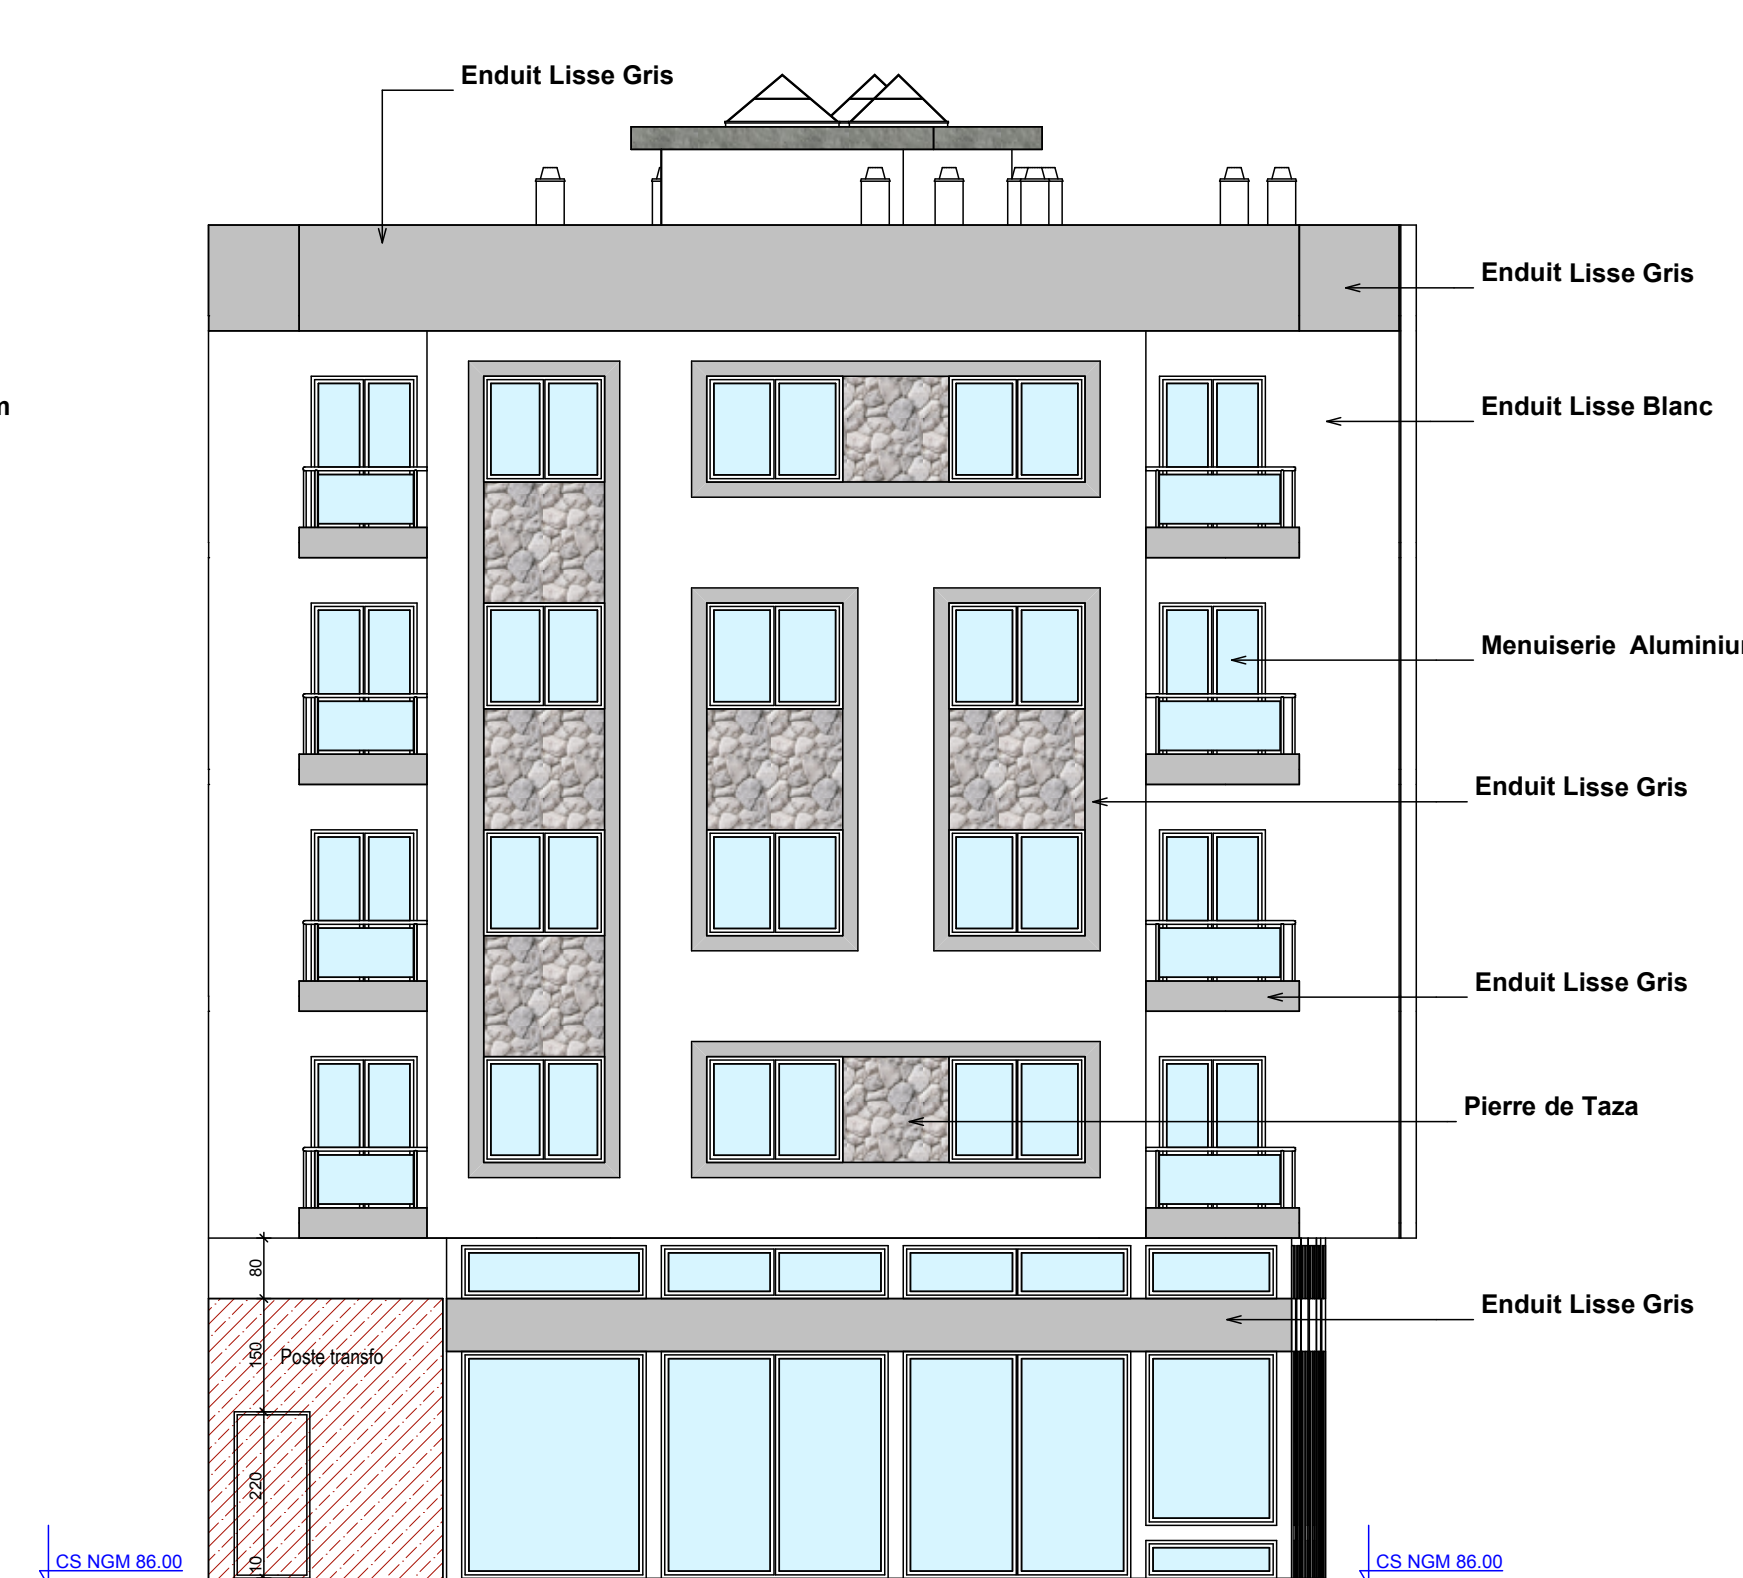 Enduit Lisse Gris
Enduit Lisse Gris
Enduit Lisse Blanc
Menuiserie Aluminiu
Enduit Lisse Gris
Enduit Lisse Gris
Pierre de Taza
80
Enduit Lisse Gris
150
Poste transfo
220
10
CS NGM 86.00
CS NGM 86.00